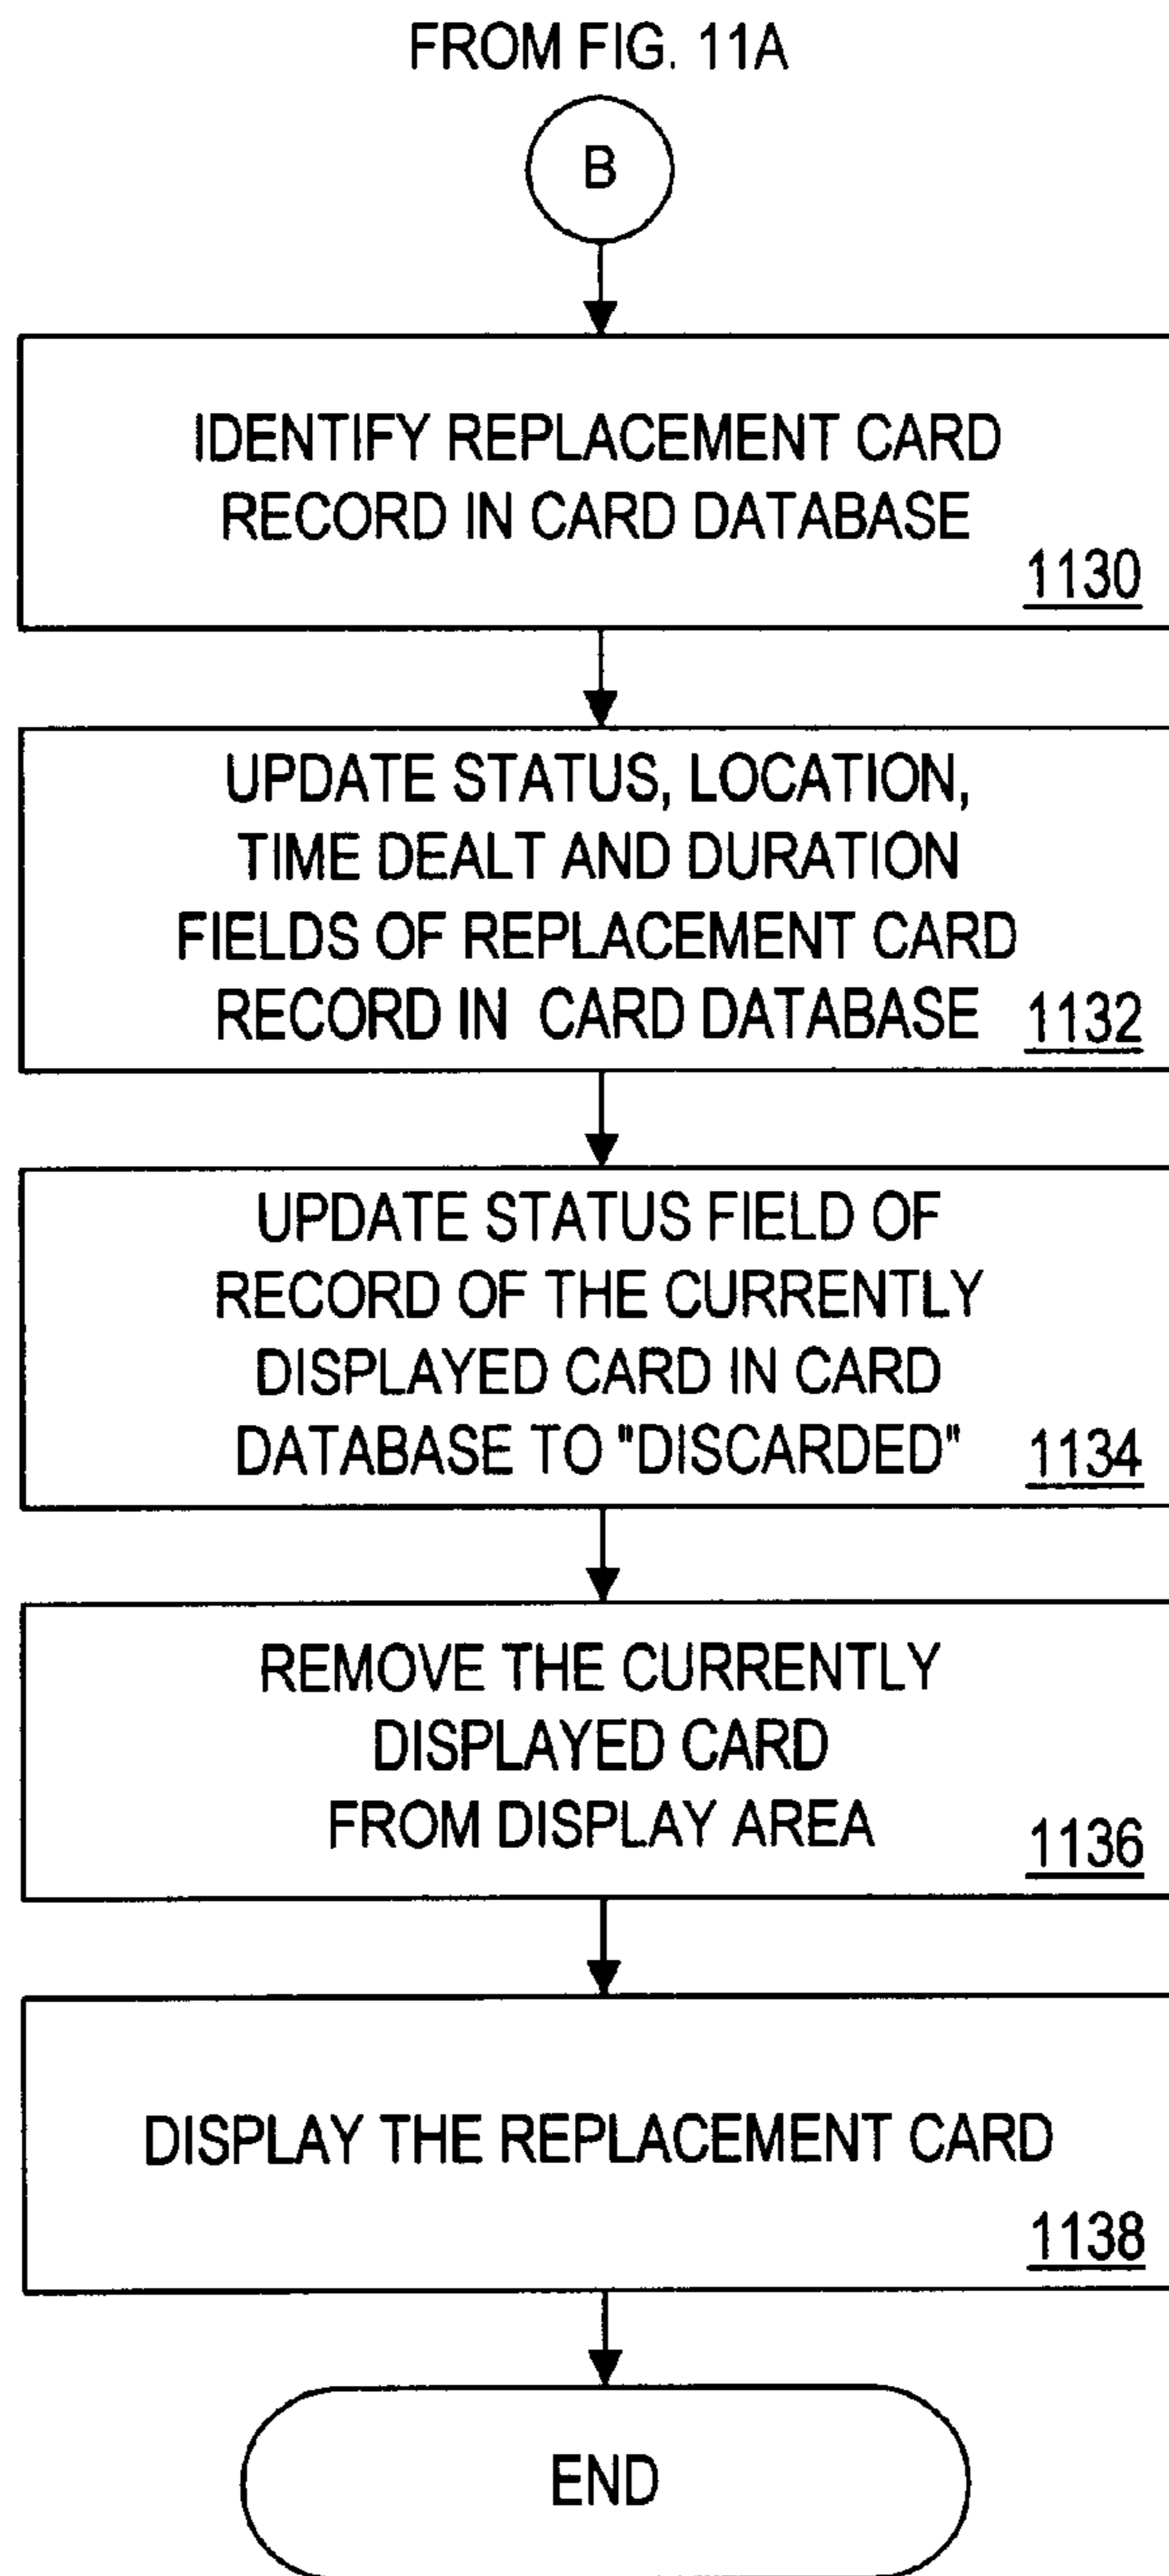 FROM FIG. 11A
B
IDENTIFY REPLACEMENT CARD
RECORD IN CARD DATABASE
1130
UPDATE STATUS, LOCATION,
TIME DEALT AND DURATION
FIELDS OF REPLACEMENT CARD
RECORD IN CARD DATABASE 1132
UPDATE STATUS FIELD OF
RECORD OF THE CURRENTLY
DISPLAYED CARD IN CARD
DATABASE TO "DISCARDED" 1134
REMOVE THE CURRENTLY
DISPLAYED CARD
FROM DISPLAY AREA 1136
DISPLAY THE REPLACEMENT CARD
1138
END